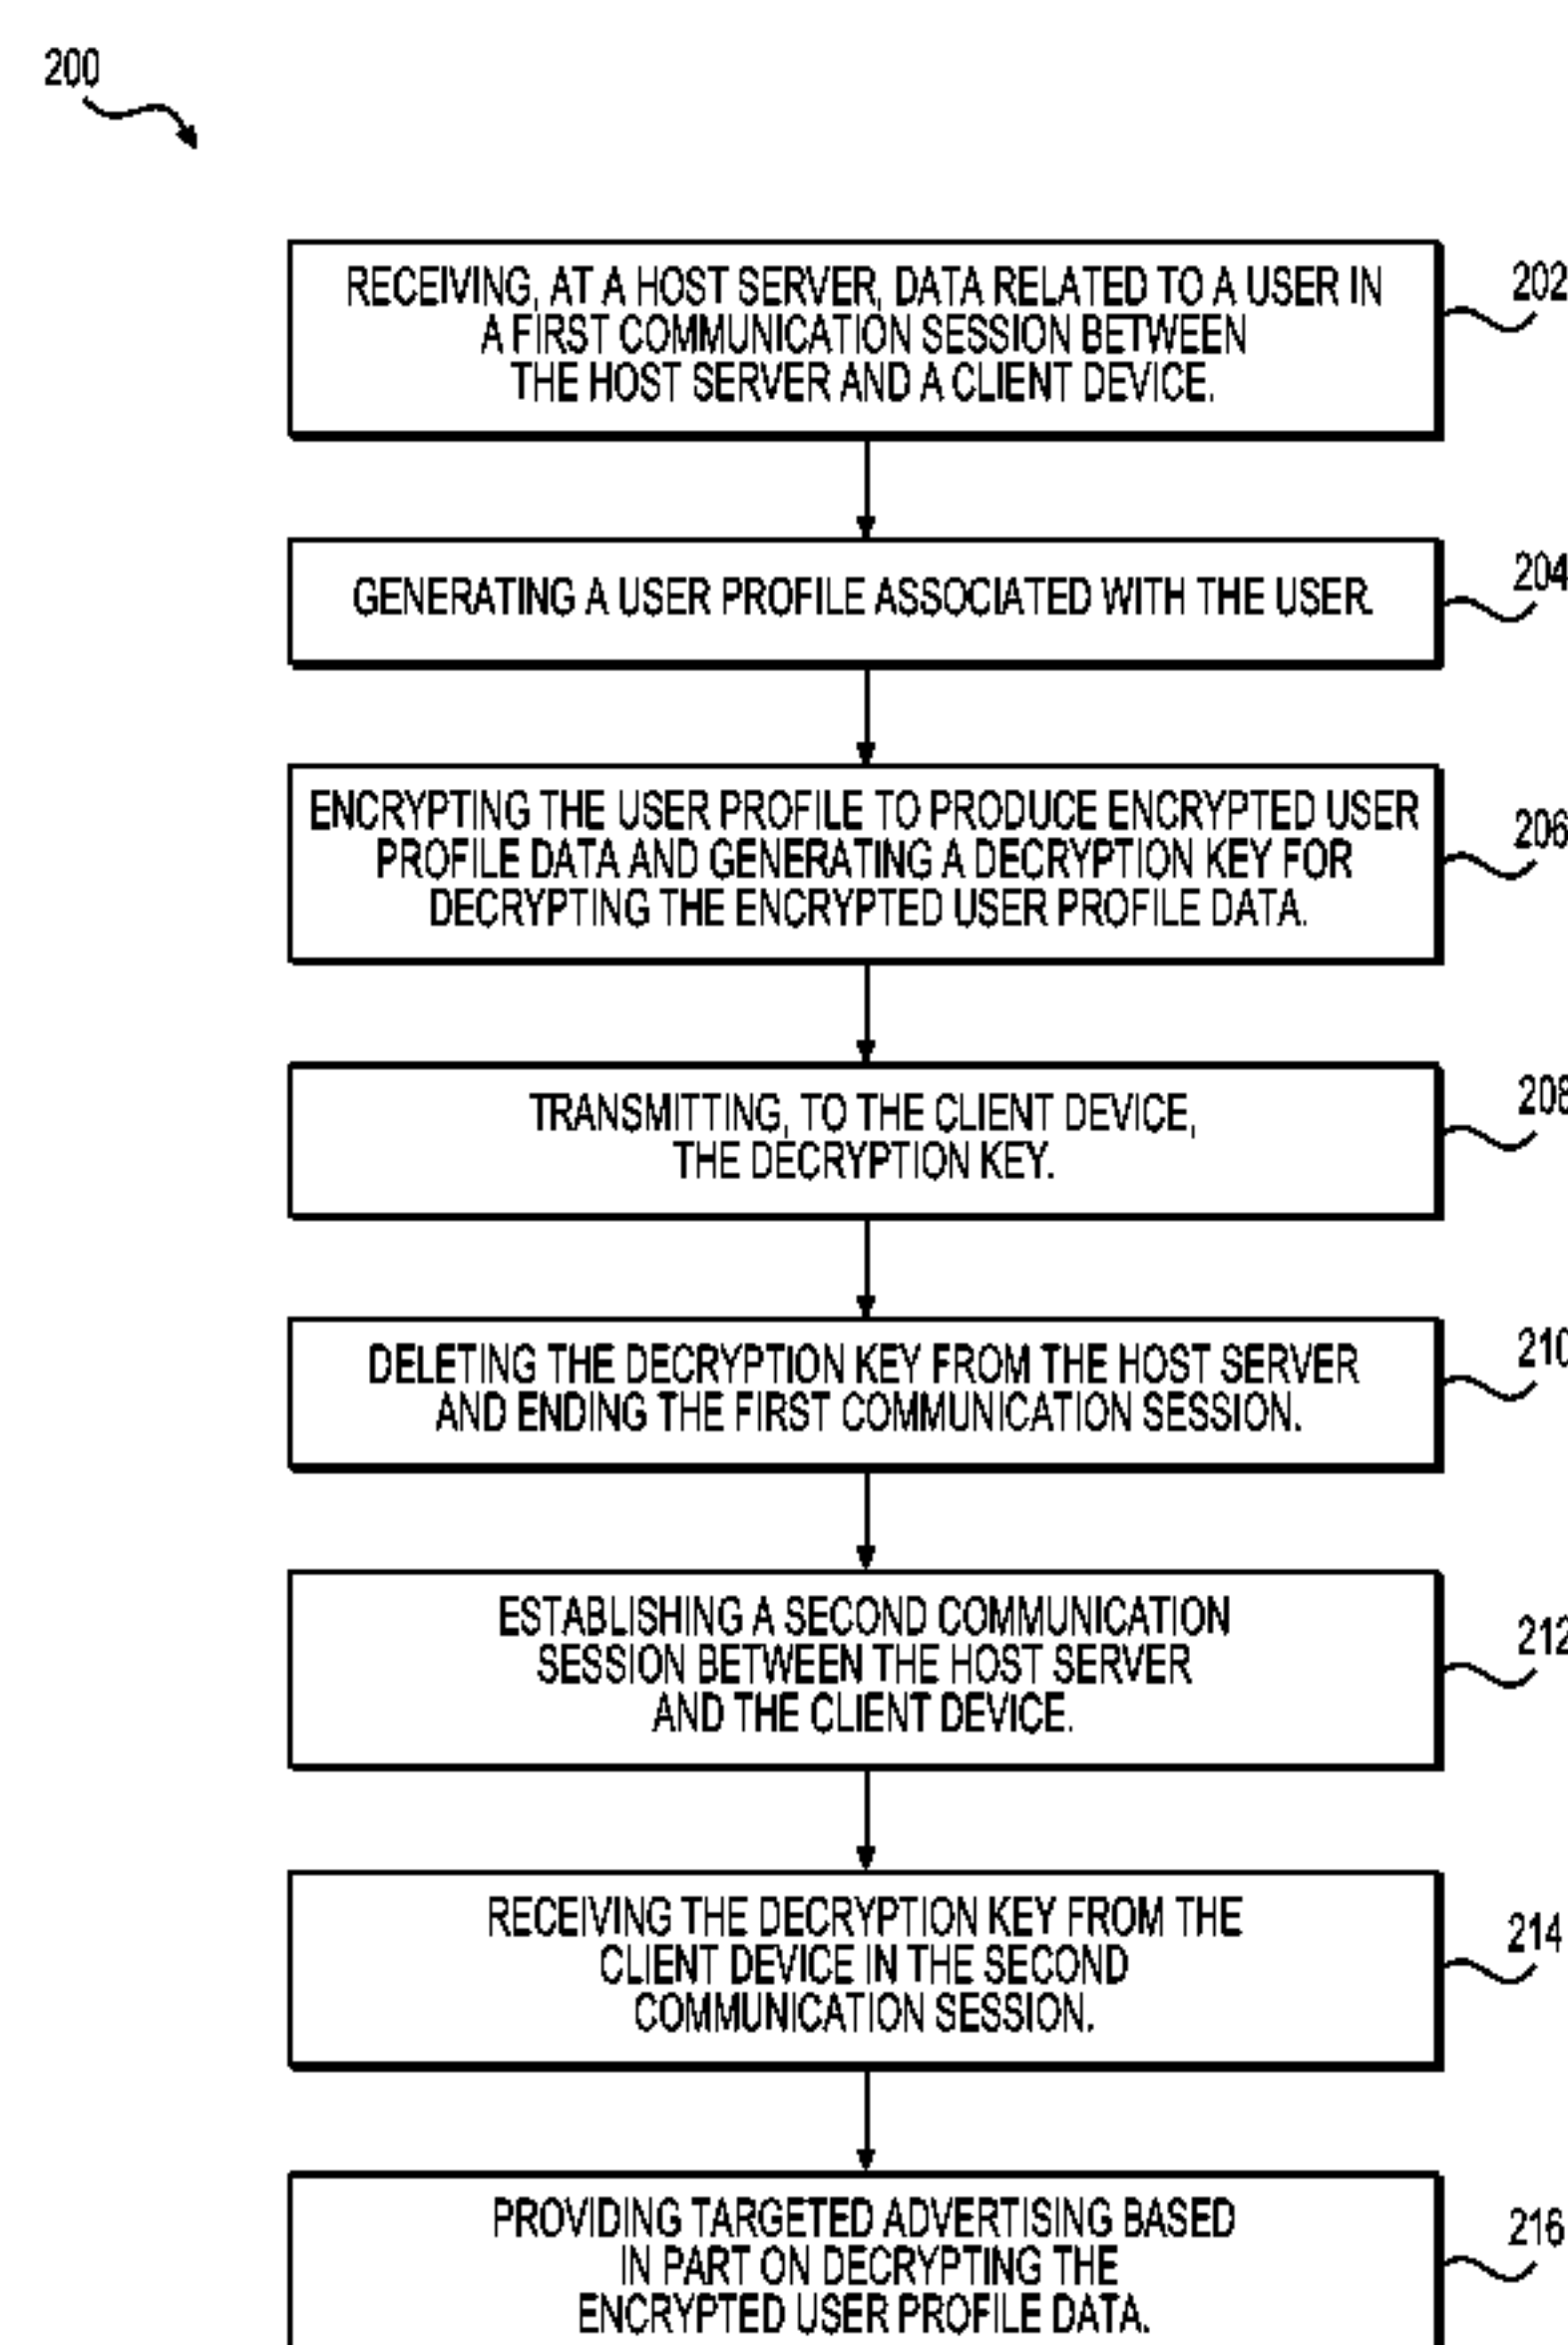 200
RECEIVING, AT A HOST SERVER, DATA RELATED TO A USER IN
A FIRST COMMUNICATION SESSION BETWEEN
THE HOST SERVER AND A CLIENT DEVICE.
202
GENERATING A USER PROFILE ASSOCIATED WITH THE USER.
204
ENCRYPTING THE USER PROFILE TO PRODUCE ENCRYPTED USER
PROFILE DATA AND GENERATING A DECRYPTION KEY FOR
DECRYPTING THE ENCRYPTED USER PROFILE DATA.
206
TRANSMITTING, TO THE CLIENT DEVICE,
THE DECRYPTION KEY.
208
DELETING THE DECRYPTION KEY FROM THE HOST SERVER
AND ENDING THE FIRST COMMUNICATION SESSION.
210
ESTABLISHING A SECOND COMMUNICATION
SESSION BETWEEN THE HOST SERVER
AND THE CLIENT DEVICE.
212
RECEIVING THE DECRYPTION KEY FROM THE
CLIENT DEVICE IN THE SECOND
COMMUNICATION SESSION.
214
PROVIDING TARGETED ADVERTISING BASED
IN PART ON DECRYPTING THE
ENCRYPTED USER PROFILE DATA.
216